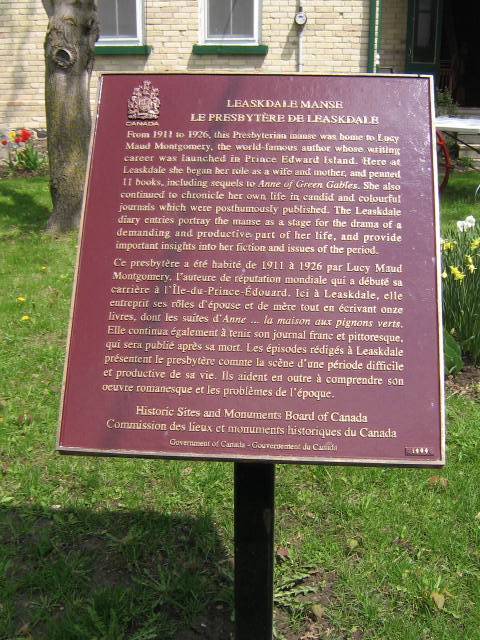 CANADA
LEASKDALE MANSE
LE PRESBYTÈRE DE LEASKDALE
From 1911 to 1926, this Presbyterian manse was home to Lucy
Maud Montgomery, the world-famous author whose writing
career was launched in Prince Edward Island. Here at
Leaskdale she began her role as a wife and mother, and penned
11 books, including sequels to Anne of Green Gables. She also
continued to chronicle her own life in candid and colourful
journals which were posthumously published. The Leaskdale
diary entries portray the manse as a stage for the drama of a
demanding and productive part of her life, and provide
important insights into her fiction and issues of the period.
Ce presbytère a été habité de 1911 à 1926 par Lucy Maud
Montgomery, l'auteure de réputation mondiale qui a débuté sa
carrière à l'Île-du-Prince-Édouard. Ici à Leaskdale, elle
entreprit ses rôles d'épouse et de mère tout en écrivant onze
livres, dont les suites d'Anne ... la maison aux pignons verts.
Elle continua également à tenir son journal franc et pittoresque,
qui sera publié après sa mort. Les épisodes rédigés à Leaskdale
présentent le presbytère comme la scène d'une période difficile
et productive de sa vie. Ils aident en outre à comprendre son
oeuvre romanesque et les problèmes de l'époque.
Historic Sites and Monuments Board of Canada
Commission des lieux et monuments historiques du Canada
Government of Canada - Gouvernement du Canada